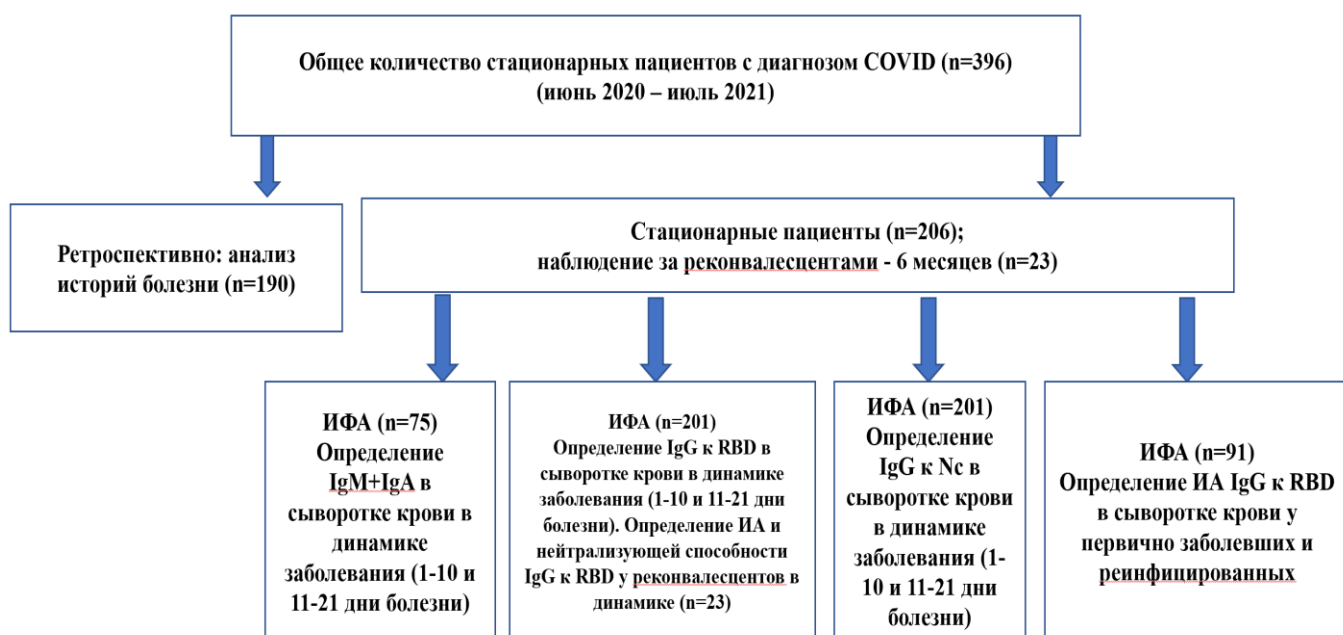 Общее количество стационарных пациентов с диагнозом COVID (n=396)
(июнь 2020 – июль 2021)
Ретроспективно: анализ
историй болезни (n=190)
Стационарные пациенты (n=206);
наблюдение за реконвалесцентами - 6 месяцев (n=23)
ИФА (n=75)
Определение
IgM+IgA в
сыворотке крови в
динамике
заболевания (1-10 и
11-21 дни болезни)
ИФА (n=201)
Определение IgG к RBD в
сыворотке крови в динамике
заболевания (1-10 и 11-21 дни
болезни). Определение ИА и
нейтрализующей способности
IgG к RBD у реконвалесцентов в
динамике (n=23)
ИФА (n=201)
Определение
IgG к Nc в
сыворотке крови
в динамике
заболевания (1-
10 и 11-21 дни
болезни)
ИФА (n=91)
Определение ИА IgG к RBD
в сыворотке крови у
первично заболевших и
реинфицированных